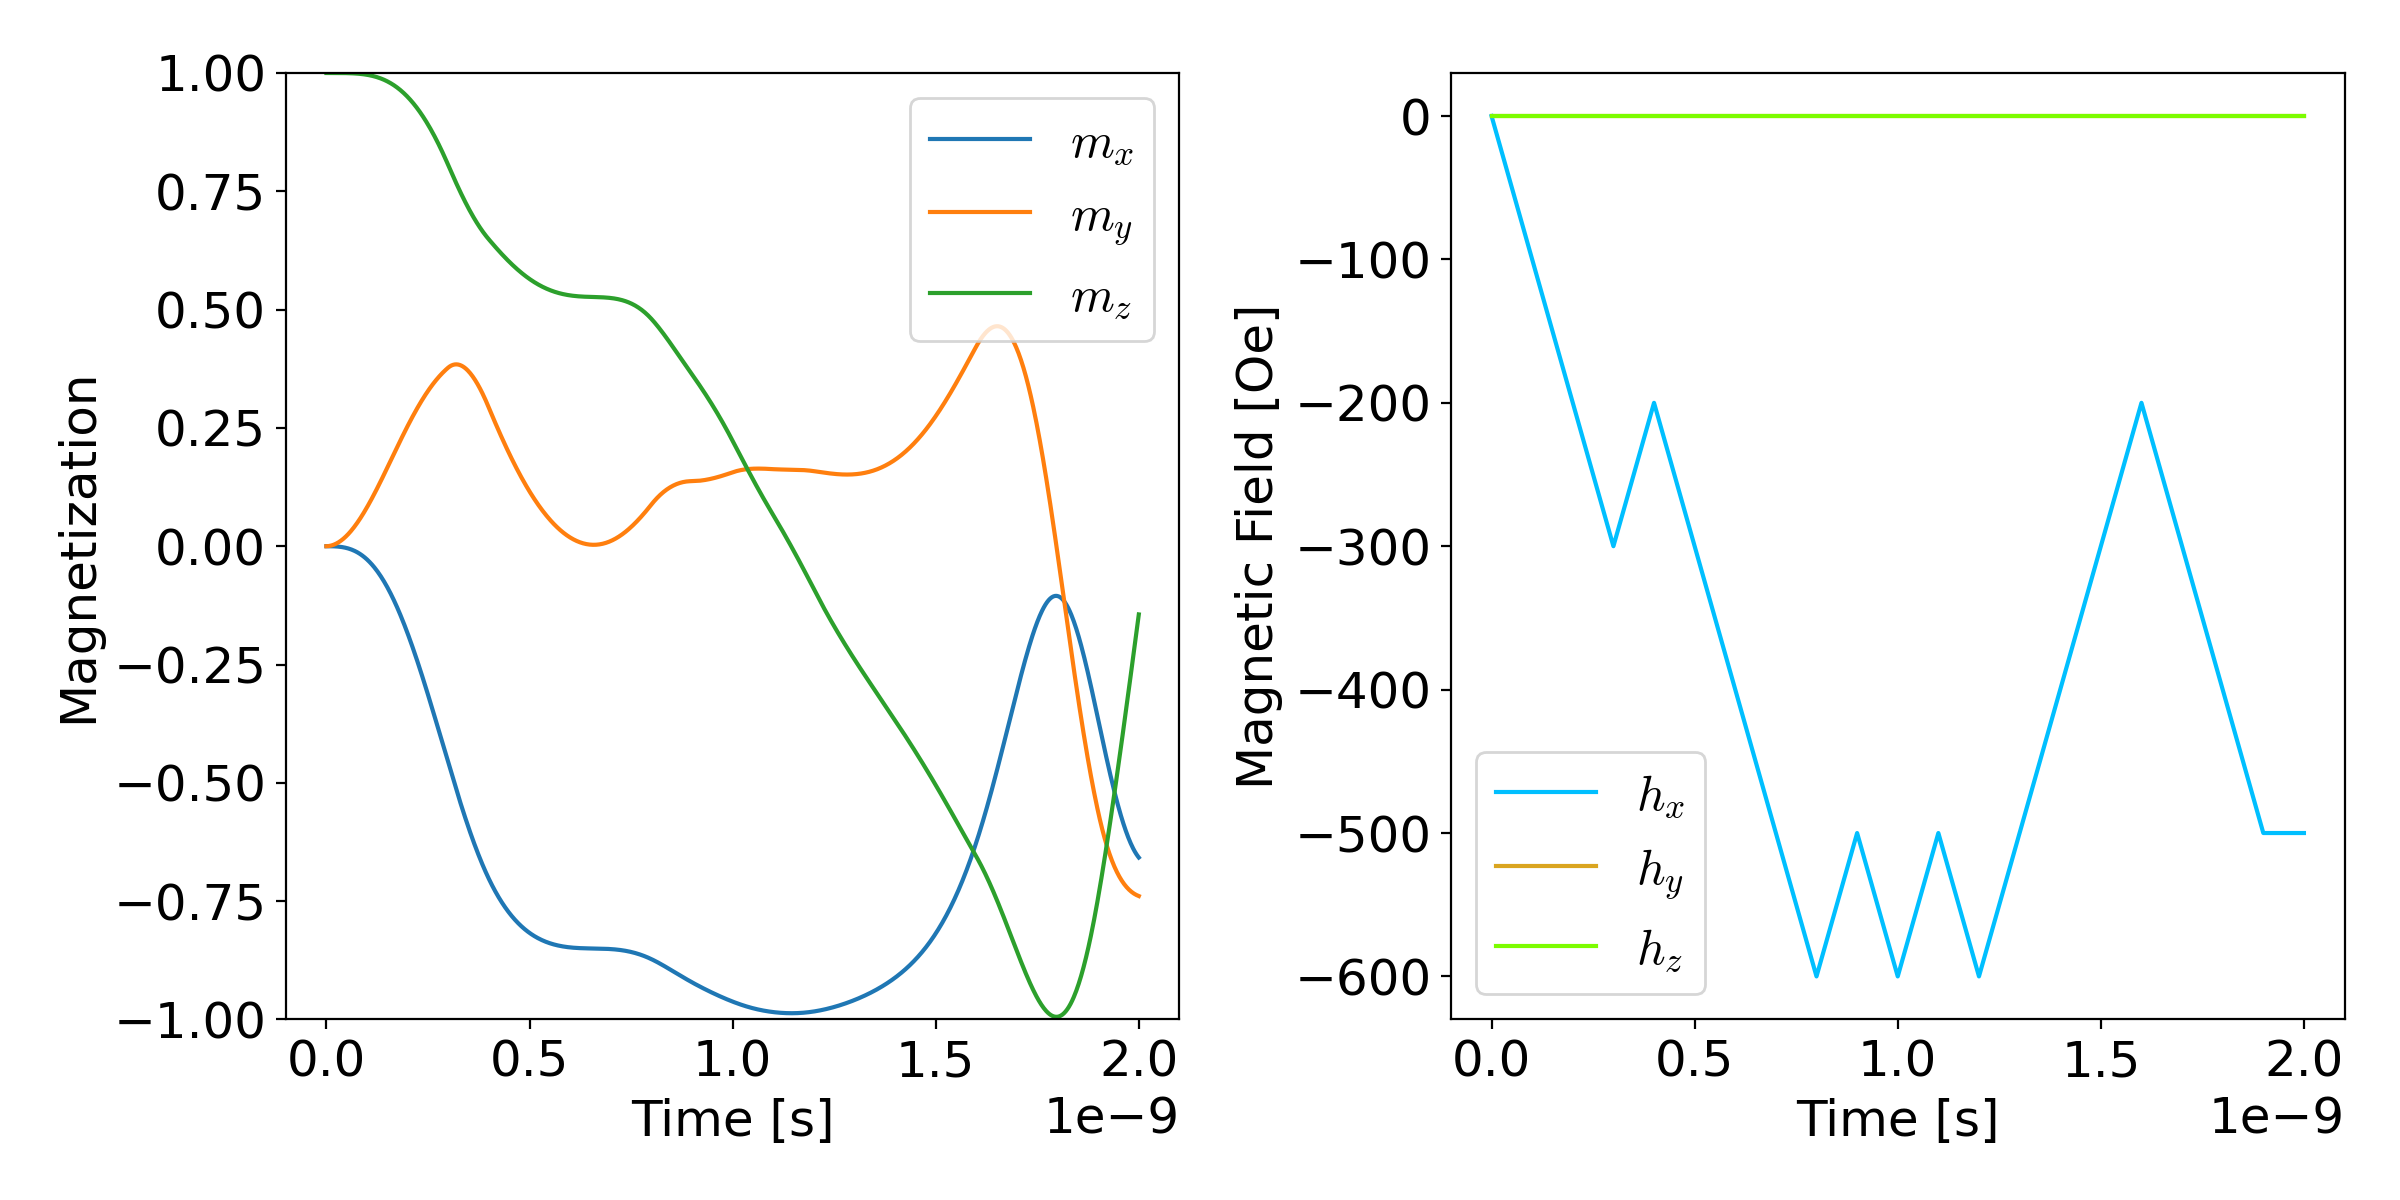 Magnetization
1.00
0.75
0.50
0.25
0.00
−0.25
−0.50
−0.75
−1.00
m_x
m_y
m_z
0.0 0.5 1.0 1.5 2.0
Time [s]
1e−9
Magnetic Field [Oe]
0
−100
−200
−300
−400
−500
−600
h_x
h_y
h_z
0.0 0.5 1.0 1.5 2.0
Time [s]
1e−9